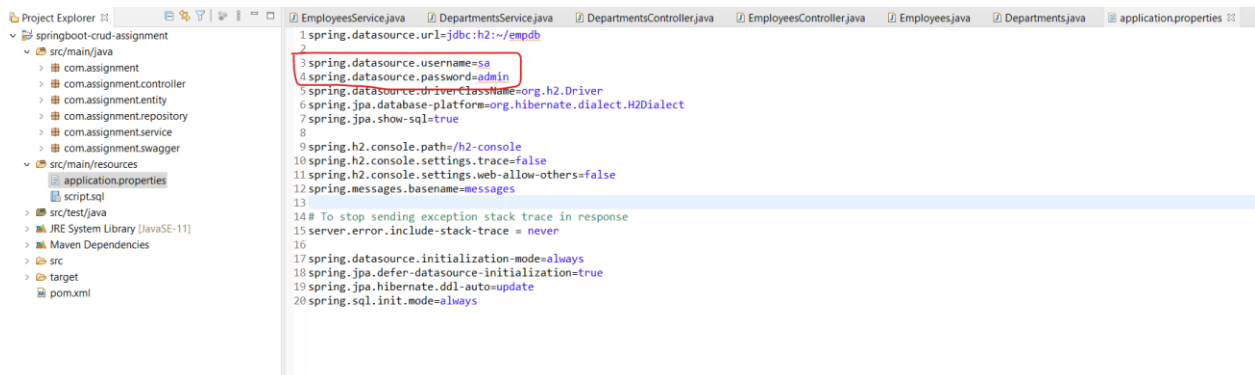 Project Explorer
EmployeesService.java
DepartmentsService.java
DepartmentsController.java
EmployeesController.java
Employees.java
Departments.java
application.properties
springboot-crud-assignment
src/main/java
com.assignment
com.assignment.controller
com.assignment.entity
com.assignment.repository
com.assignment.service
com.assignment.swagger
src/main/resources
application.properties
script.sql
src/test/java
JRE System Library [JavaSE-11]
Maven Dependencies
src
target
pom.xml
1 spring.datasource.url=jdbc:h2:~/empdb
2
3 spring.datasource.username=sa
4 spring.datasource.password=admin
5 spring.datasource.driverClassName=org.h2.Driver
6 spring.jpa.database-platform=org.hibernate.dialect.H2Dialect
7 spring.jpa.show-sql=true
8
9 spring.h2.console.path=/h2-console
10 spring.h2.console.settings.trace=false
11 spring.h2.console.settings.web-allow-others=false
12 spring.messages.basename=messages
13
14 # To stop sending exception stack trace in response
15 server.error.include-stack-trace = never
16
17 spring.datasource.initialization-mode=always
18 spring.jpa.defer-datasource-initialization=true
19 spring.jpa.hibernate.ddl-auto=update
20 spring.sql.init.mode=always